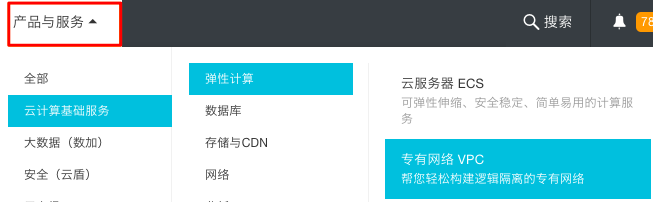 产品与服务
搜索
78
全部
云计算基础服务
大数据（数加）
安全（云盾）
弹性计算
数据库
存储与CDN
网络
云服务器 ECS
可弹性伸缩、安全稳定、简单易用的计算服
务
专有网络 VPC
帮您轻松构建逻辑隔离的专有网络